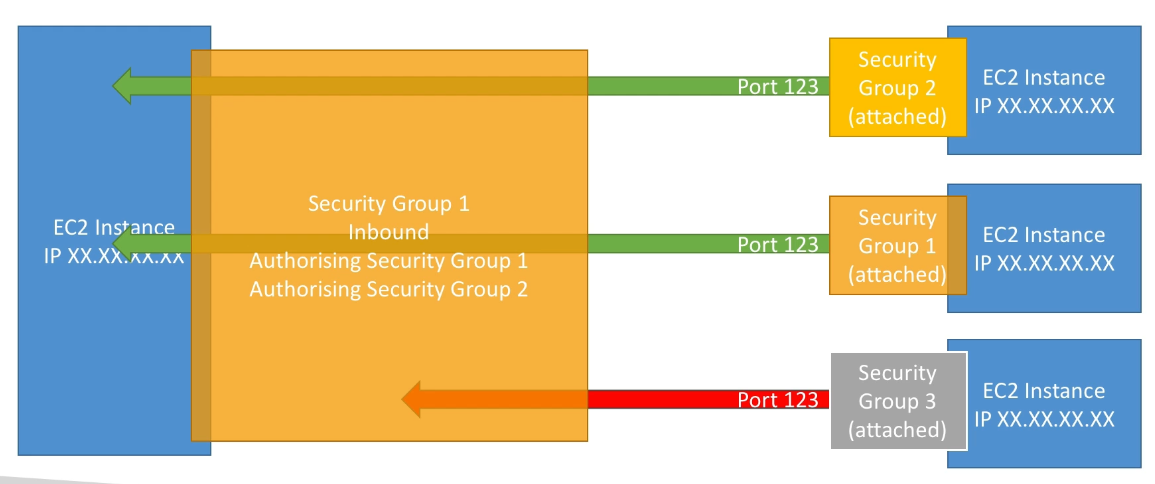 EC2 Instance
IP XX.XX.XX.XX
Security Group 1
Inbound
Authorising Security Group 1
Authorising Security Group 2
Port 123
Security
Group 2
(attached)
EC2 Instance
IP XX.XX.XX.XX
Port 123
Security
Group 1
(attached)
EC2 Instance
IP XX.XX.XX.XX
Port 123
Security
Group 3
(attached)
EC2 Instance
IP XX.XX.XX.XX